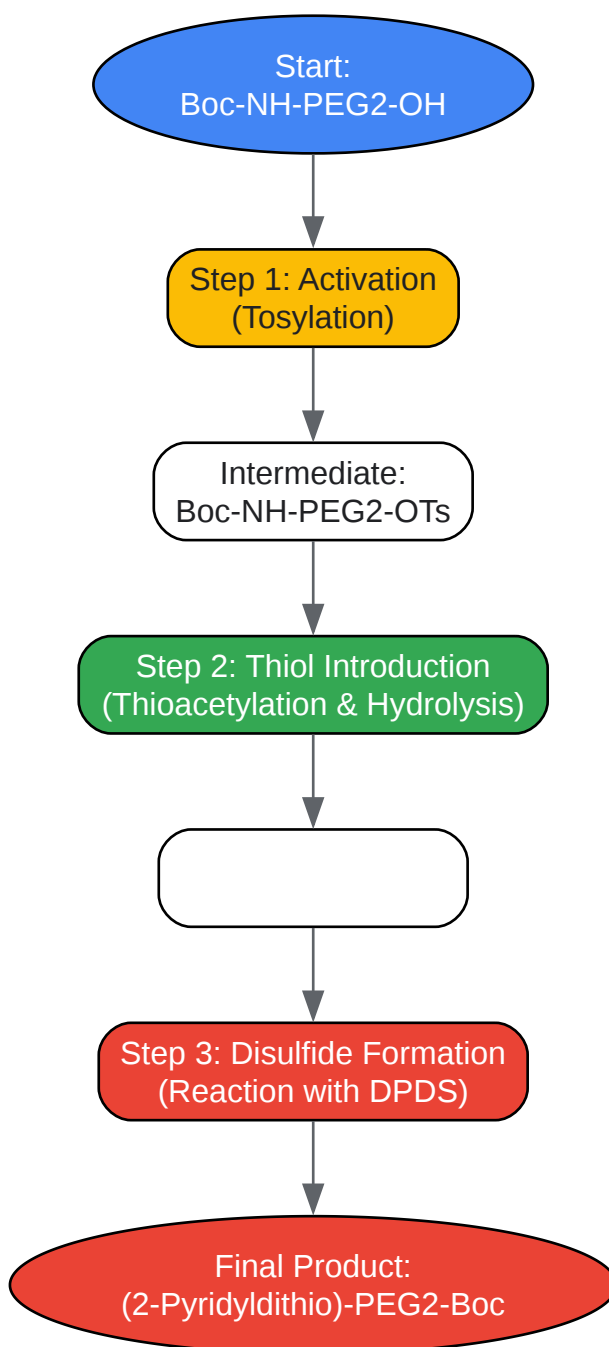 Start:
Boc-NH-PEG2-OH
Step 1: Activation
(Tosylation)
Intermediate:
Boc-NH-PEG2-OTs
Step 2: Thiol Introduction
(Thioacetylation & Hydrolysis)
Step 3: Disulfide Formation
(Reaction with DPDS)
Final Product:
(2-Pyridyldithio)-PEG2-Boc